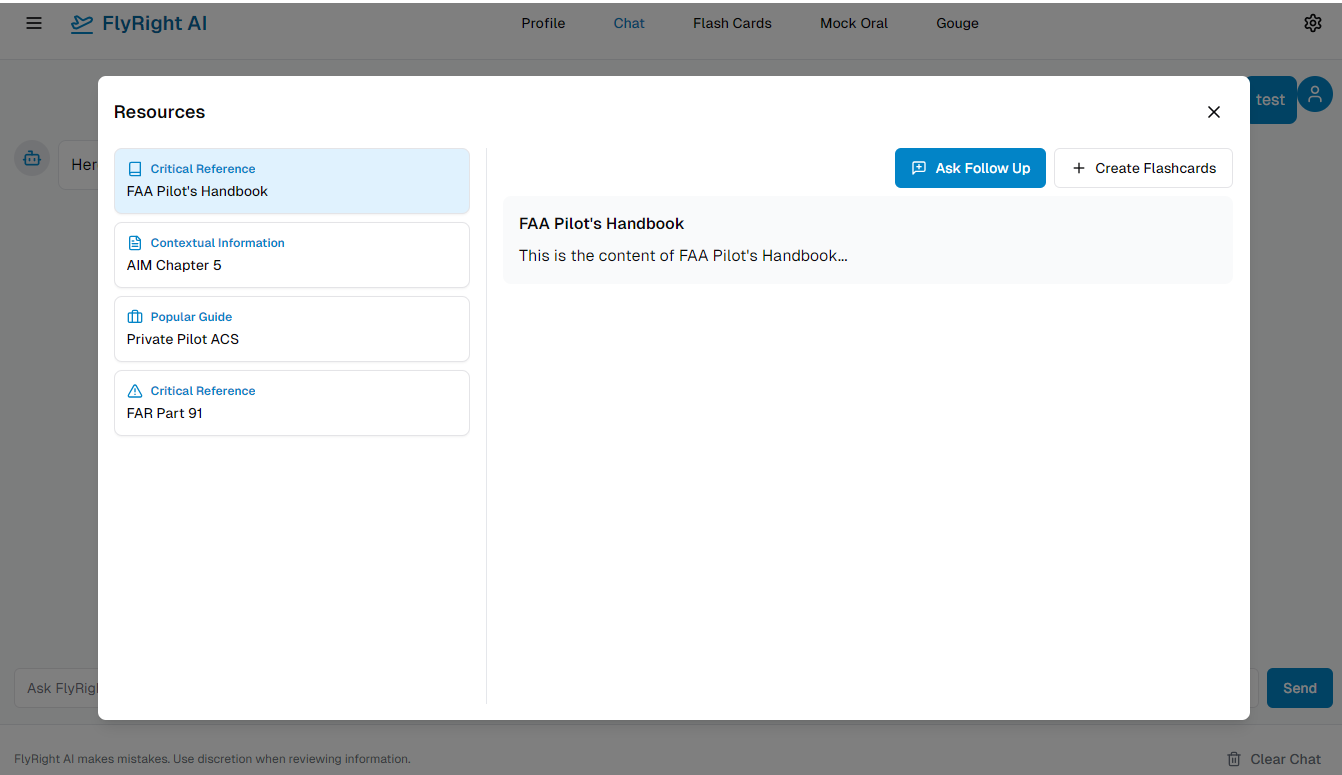 FlyRight AI
Profile
Chat
Flash Cards
Mock Oral
Gouge
test
Resources
Critical Reference
FAA Pilot's Handbook
Contextual Information
AIM Chapter 5
Popular Guide
Private Pilot ACS
Critical Reference
FAR Part 91
Ask Follow Up
Create Flashcards
FAA Pilot's Handbook
This is the content of FAA Pilot's Handbook...
Her
Ask FlyRigh
Send
FlyRight AI makes mistakes. Use discretion when reviewing information.
Clear Chat